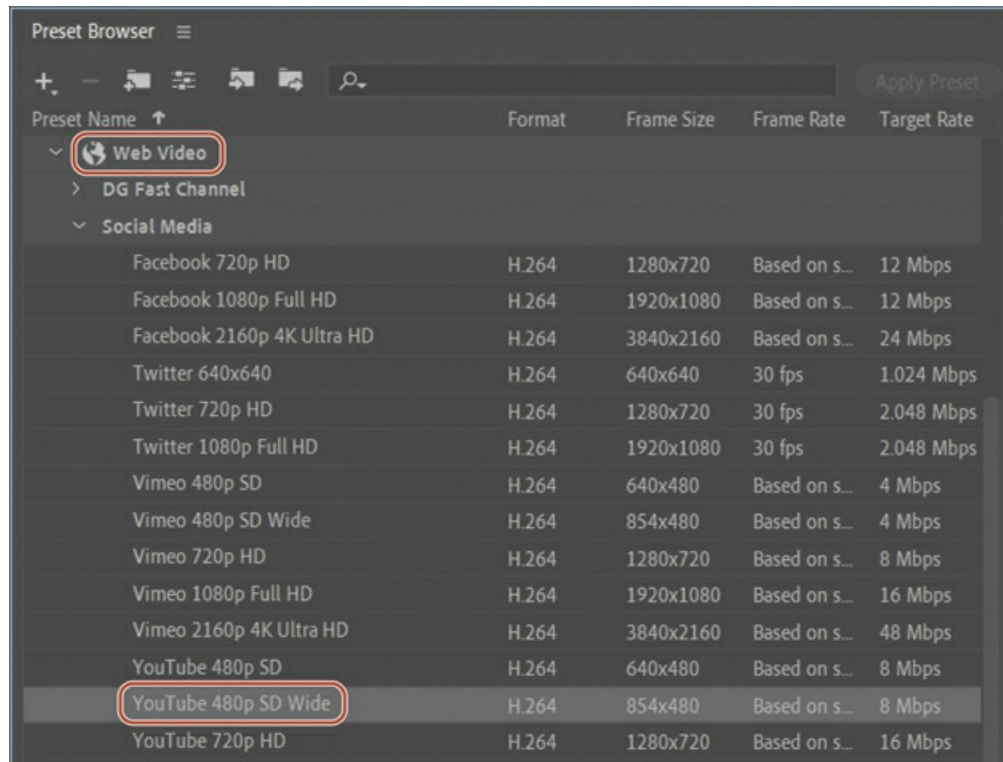 Preset Browser
Apply Preset
Preset Name Format Frame Size Frame Rate Target Rate
Web Video
DG Fast Channel
Social Media
Facebook 720p HD H.264 1280x720 Based on s... 12 Mbps
Facebook 1080p Full HD H.264 1920x1080 Based on s... 12 Mbps
Facebook 2160p 4K Ultra HD H.264 3840x2160 Based on s... 24 Mbps
Twitter 640x640 H.264 640x640 30 fps 1.024 Mbps
Twitter 720p HD H.264 1280x720 30 fps 2.048 Mbps
Twitter 1080p Full HD H.264 1920x1080 30 fps 2.048 Mbps
Vimeo 480p SD H.264 640x480 Based on s... 4 Mbps
Vimeo 480p SD Wide H.264 854x480 Based on s... 4 Mbps
Vimeo 720p HD H.264 1280x720 Based on s... 8 Mbps
Vimeo 1080p Full HD H.264 1920x1080 Based on s... 16 Mbps
Vimeo 2160p 4K Ultra HD H.264 3840x2160 Based on s... 48 Mbps
YouTube 480p SD H.264 640x480 Based on s... 8 Mbps
YouTube 480p SD Wide H.264 854x480 Based on s... 8 Mbps
YouTube 720p HD H.264 1280x720 Based on s... 16 Mbps